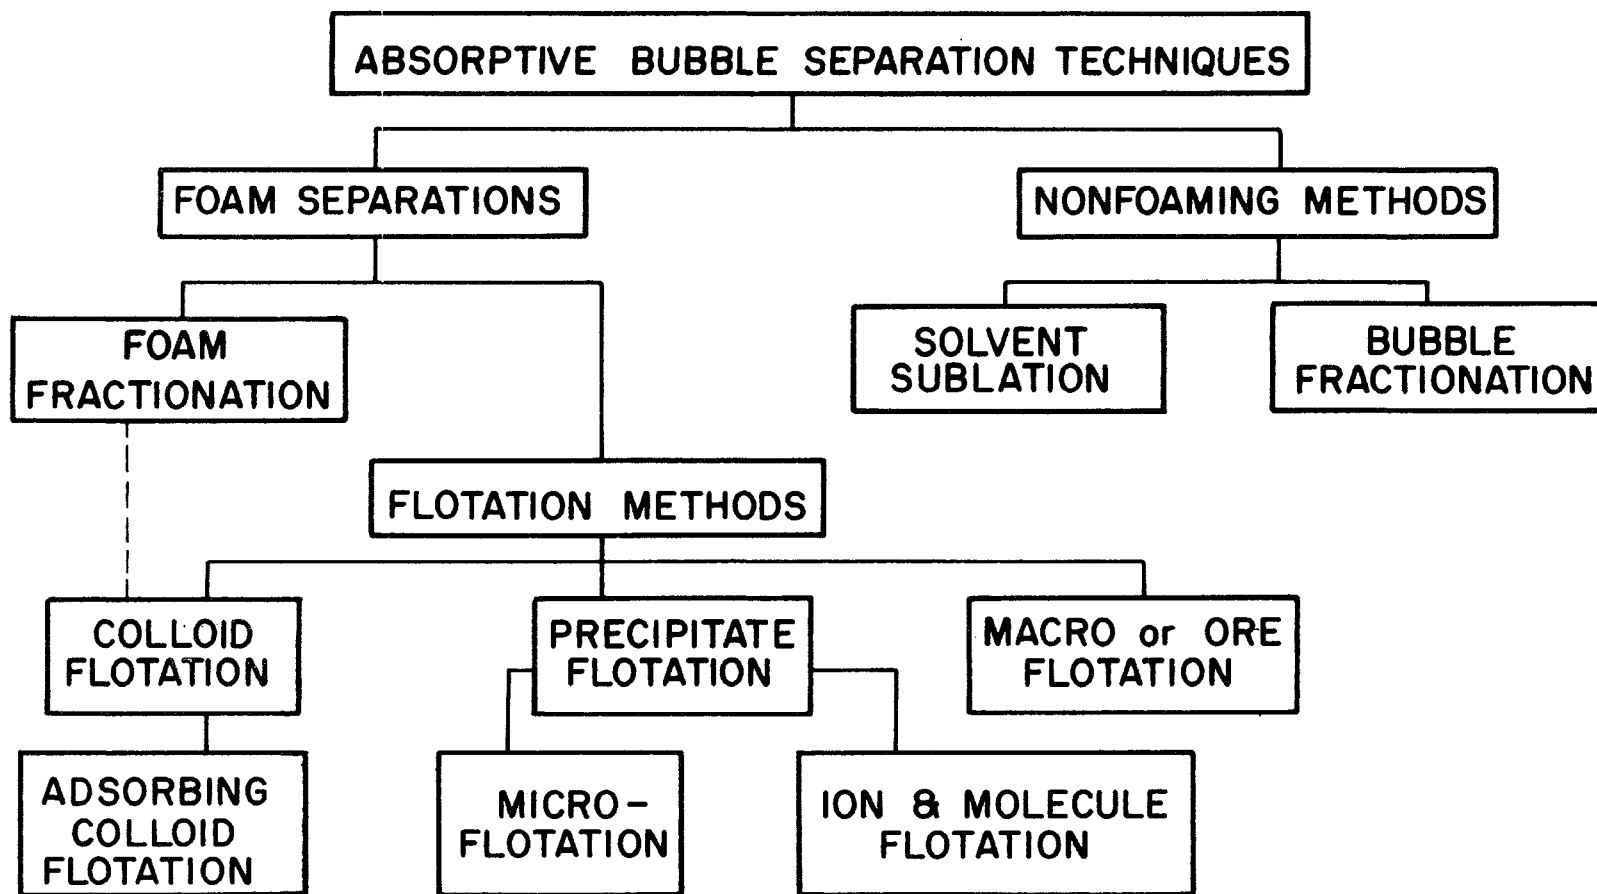 ABSORPTIVE BUBBLE SEPARATION TECHNIQUES
FOAM SEPARATIONS
NONFOAMING METHODS
FOAM
FRACTIONATION
SOLVENT
SUBLATION
BUBBLE
FRACTIONATION
FLOTATION METHODS
COLLOID
FLOTATION
PRECIPITATE
FLOTATION
MACRO or ORE
FLOTATION
ADSORBING
COLLOID
FLOTATION
MICRO-
FLOTATION
ION & MOLECULE
FLOTATION